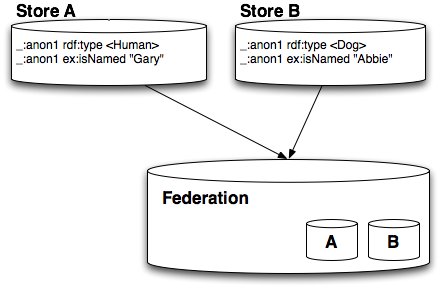 Store A
_:anon1 rdf:type <Human>
_:anon1 ex:isNamed "Gary"
Store B
_:anon1 rdf:type <Dog>
_:anon1 ex:isNamed "Abbie"
Federation
A
B